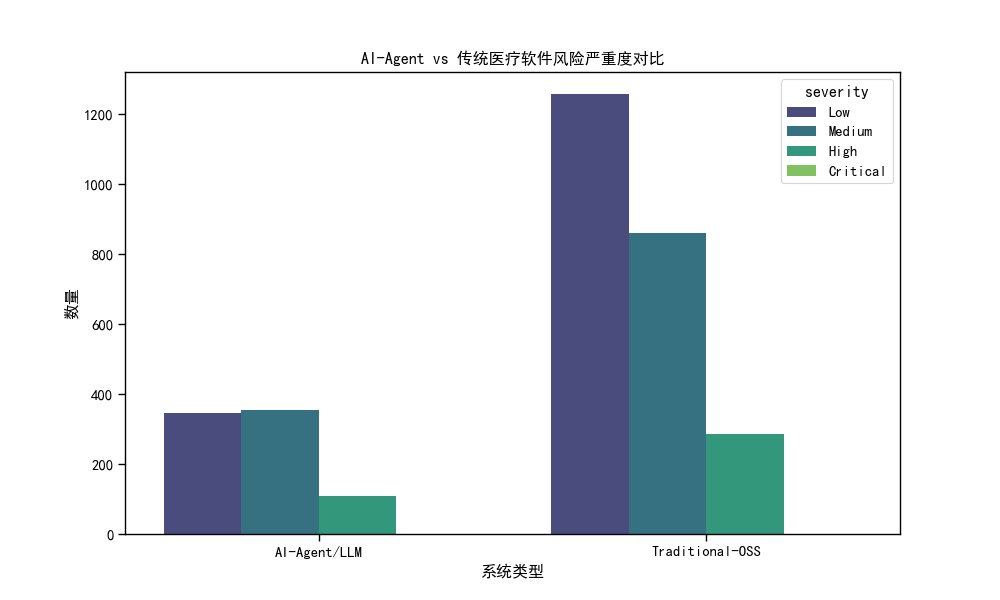 AI-Agent vs 传统医疗软件风险严重度对比
severity
Low
Medium
High
Critical
1200
1000
800
600
400
200
0
数量
AI-Agent/LLM
Traditional-OSS
系统类型